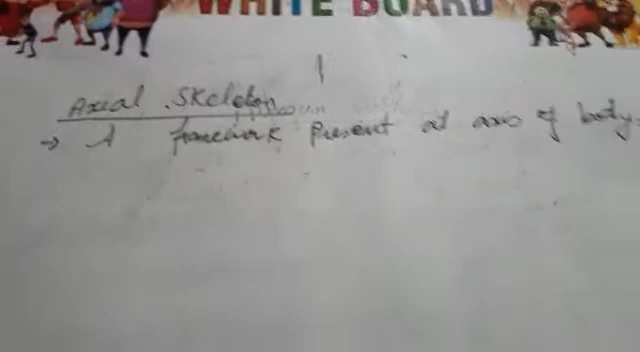 WHITE BOARD
Axial Skeleton
→ A framework Present at axis of body.